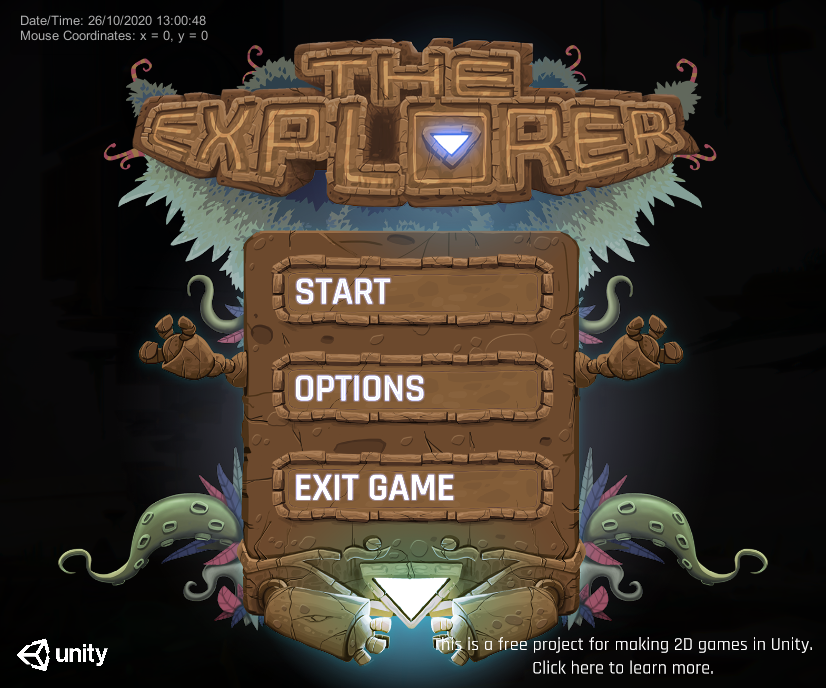 Date/Time: 26/10/2020 13:00:48
Mouse Coordinates: x = 0, y = 0
THE
EXPLORER
START
OPTIONS
EXIT GAME
unity
This is a free project for making 2D games in Unity.
Click here to learn more.